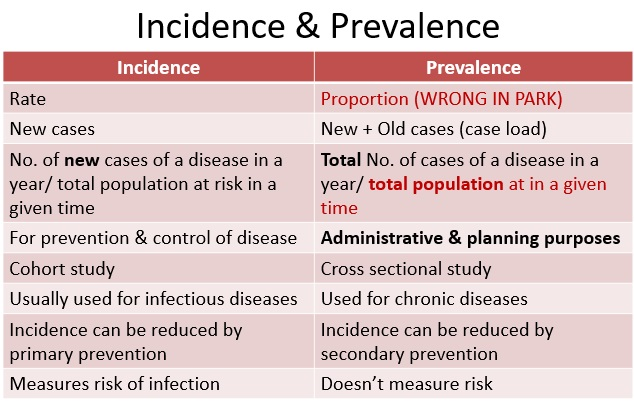 Incidence & Prevalence
Incidence
Prevalence
Rate
Proportion (WRONG IN PARK)
New cases
New + Old cases (case load)
No. of new cases of a disease in a
year/ total population at risk in a
given time
Total No. of cases of a disease in a
year/ total population at in a given
time
For prevention & control of disease
Administrative & planning purposes
Cohort study
Cross sectional study
Usually used for infectious diseases
Used for chronic diseases
Incidence can be reduced by
primary prevention
Incidence can be reduced by
secondary prevention
Measures risk of infection
Doesn't measure risk